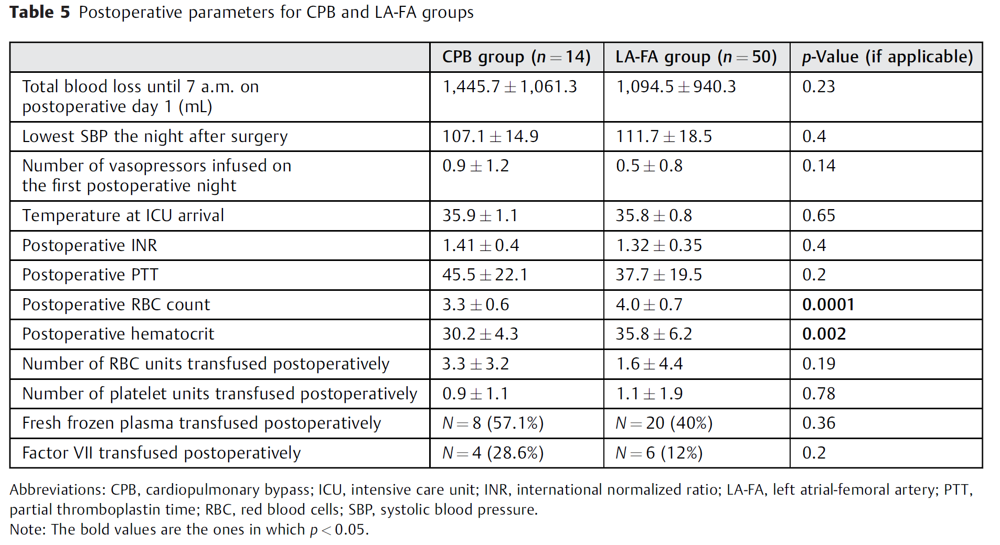 Table 5 Postoperative parameters for CPB and LA-FA groups
CPB group (n = 14) LA-FA group (n = 50) p-Value (if applicable)
Total blood loss until 7 a.m. on
postoperative day 1 (mL) 1,445.7 ± 1,061.3 1,094.5 ± 940.3 0.23
Lowest SBP the night after surgery 107.1 ± 14.9 111.7 ± 18.5 0.4
Number of vasopressors infused on
the first postoperative night 0.9 ± 1.2 0.5 ± 0.8 0.14
Temperature at ICU arrival 35.9 ± 1.1 35.8 ± 0.8 0.65
Postoperative INR 1.41 ± 0.4 1.32 ± 0.35 0.4
Postoperative PTT 45.5 ± 22.1 37.7 ± 19.5 0.2
Postoperative RBC count 3.3 ± 0.6 4.0 ± 0.7 0.0001
Postoperative hematocrit 30.2 ± 4.3 35.8 ± 6.2 0.002
Number of RBC units transfused postoperatively 3.3 ± 3.2 1.6 ± 4.4 0.19
Number of platelet units transfused postoperatively 0.9 ± 1.1 1.1 ± 1.9 0.78
Fresh frozen plasma transfused postoperatively N = 8 (57.1%) N = 20 (40%) 0.36
Factor VII transfused postoperatively N = 4 (28.6%) N = 6 (12%) 0.2
Abbreviations: CPB, cardiopulmonary bypass; ICU, intensive care unit; INR, international normalized ratio; LA-FA, left atrial-femoral artery; PTT,
partial thromboplastin time; RBC, red blood cells; SBP, systolic blood pressure.
Note: The bold values are the ones in which p < 0.05.